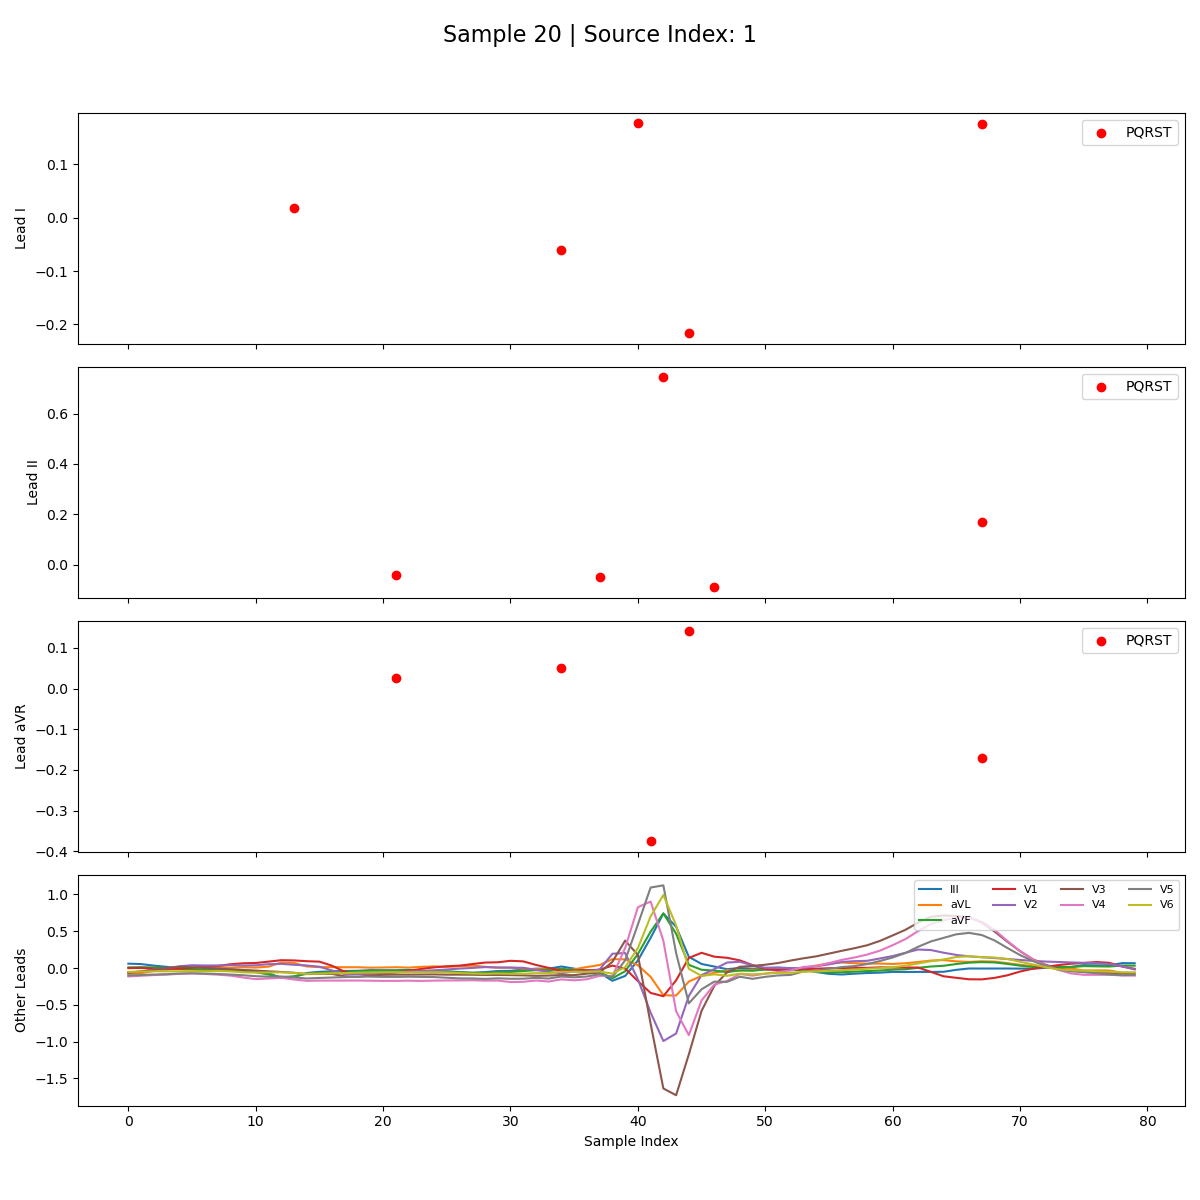 Sample 20 | Source Index: 1
PQRST
0.1
0.0
−0.1
−0.2
Lead I
PQRST
0.6
0.4
0.2
0.0
Lead II
PQRST
0.1
0.0
−0.1
−0.2
−0.3
−0.4
Lead aVR
III V1 V3 V5
aVL V2 V4 V6
aVF
1.0
0.5
0.0
−0.5
−1.0
−1.5
Other Leads
0 10 20 30 40 50 60 70 80
Sample Index